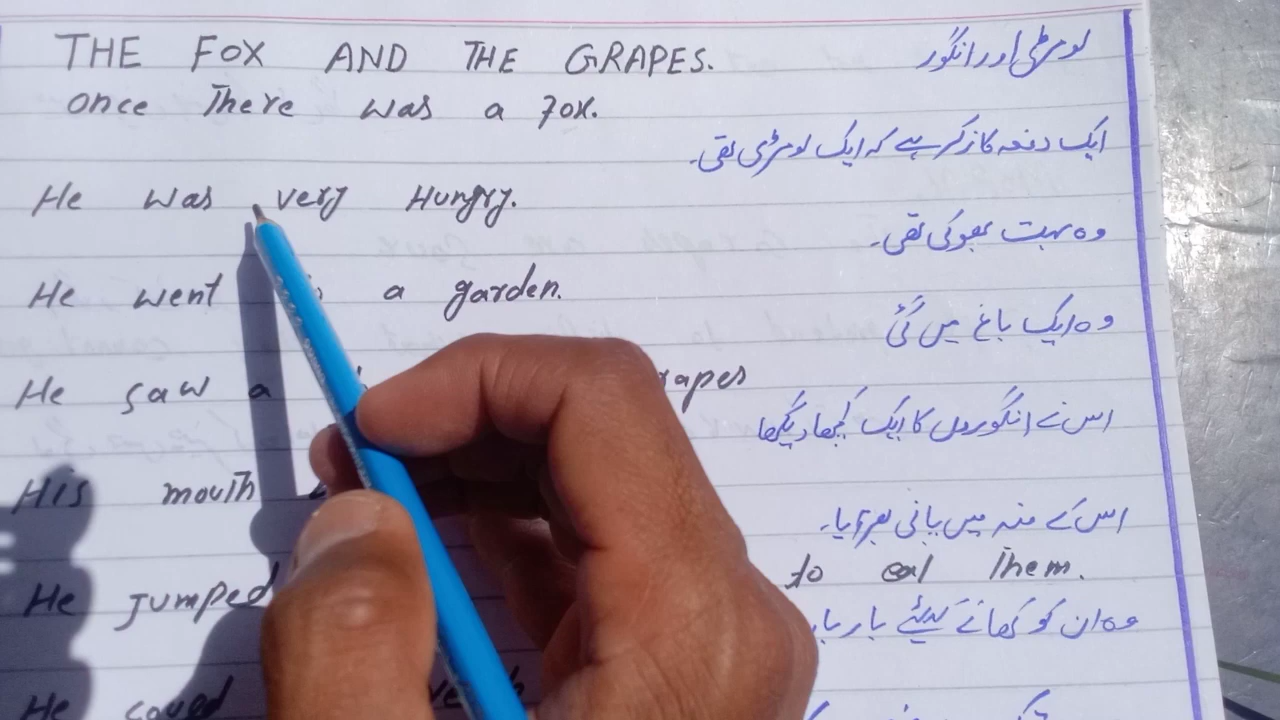 THE FOX AND THE GRAPES.
لومڑی اور انگور
once There was a Fox.
ایک دفعہ کا زکر ہے کہ ایک لومڑی تھی۔
He was very Hungry.
وہ بہت بھوکی تھی۔
He went a garden.
وہ ایک باغ میں گئی
He saw a
اس نے انگوروں کا ایک گچھا دیکھا
His mouth
اس کے منہ میں پانی بھر آیا۔
He jumped to eat Them.
وہ ان کو کھانے کیلئے بار بار
He